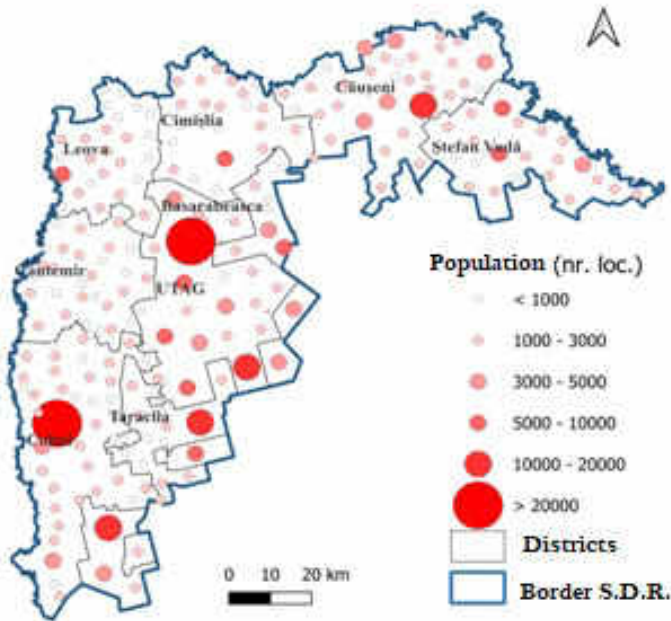 Căuseni
Cimișlia
Leova
Ștefan Vodă
Basarabeasca
Cantemir
UTAG
Taraclia
Cahul
Population (nr. loc.)
< 1000
1000 - 3000
3000 - 5000
5000 - 10000
10000 - 20000
> 20000
Districts
Border S.D.R.
0 10 20 km